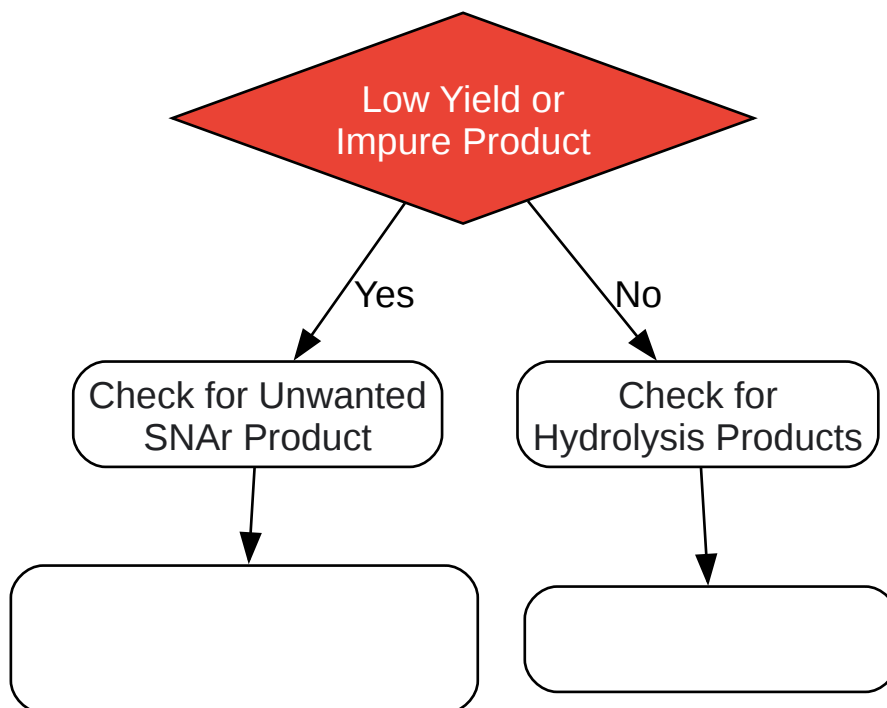 Low Yield or
Impure Product
Yes
No
Check for Unwanted
SNAr Product
Check for
Hydrolysis Products